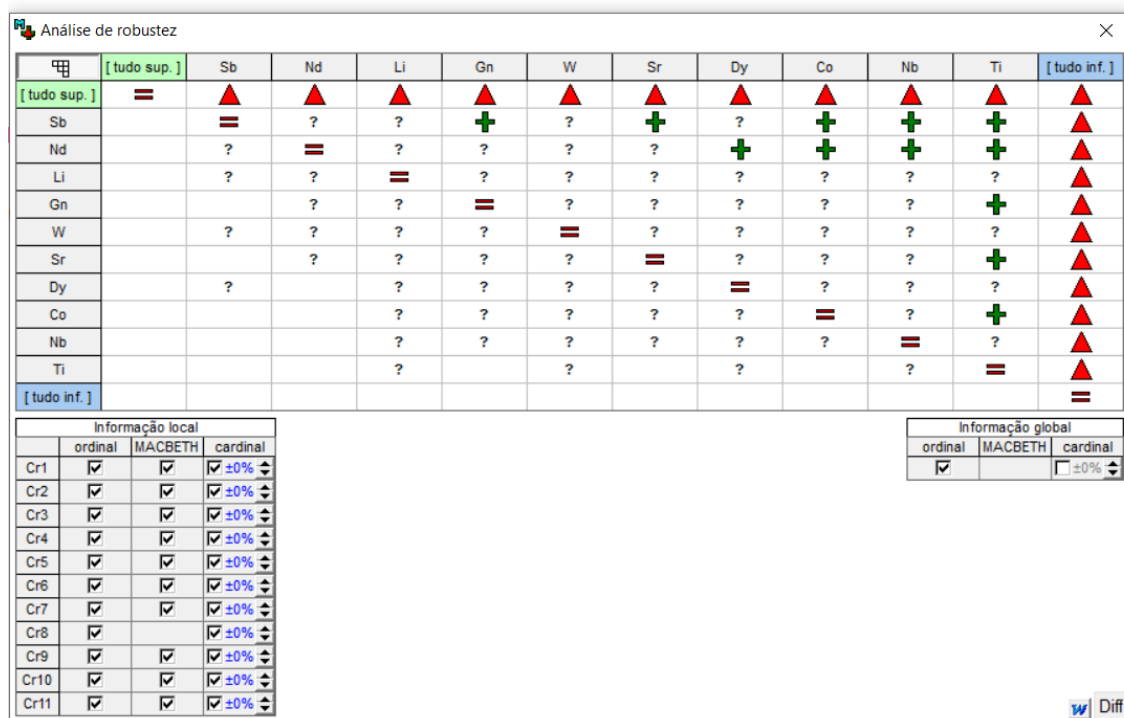 Análise de robustez
[ tudo sup. ] Sb Nd Li Gn W Sr Dy Co Nb Ti [ tudo inf. ]
[ tudo sup. ] =
Sb = ? ? + ? + ? + + +
Nd ? = ? ? ? ? + + + +
Li ? ? = ? ? ? ? ? ? ?
Gn ? ? = ? ? ? ? ? +
W ? ? ? ? = ? ? ? ? ?
Sr ? ? ? ? = ? ? ? +
Dy ? ? ? ? ? = ? ? ?
Co ? ? ? ? ? = ? +
Nb ? ? ? ? ? ? = ?
Ti ? ? ? ? =
[ tudo inf. ] =
Informação local
ordinal MACBETH cardinal
Cr1 ±0%
Cr2 ±0%
Cr3 ±0%
Cr4 ±0%
Cr5 ±0%
Cr6 ±0%
Cr7 ±0%
Cr8 ±0%
Cr9 ±0%
Cr10 ±0%
Cr11 ±0%
Informação global
ordinal MACBETH cardinal
±0%
W Diff